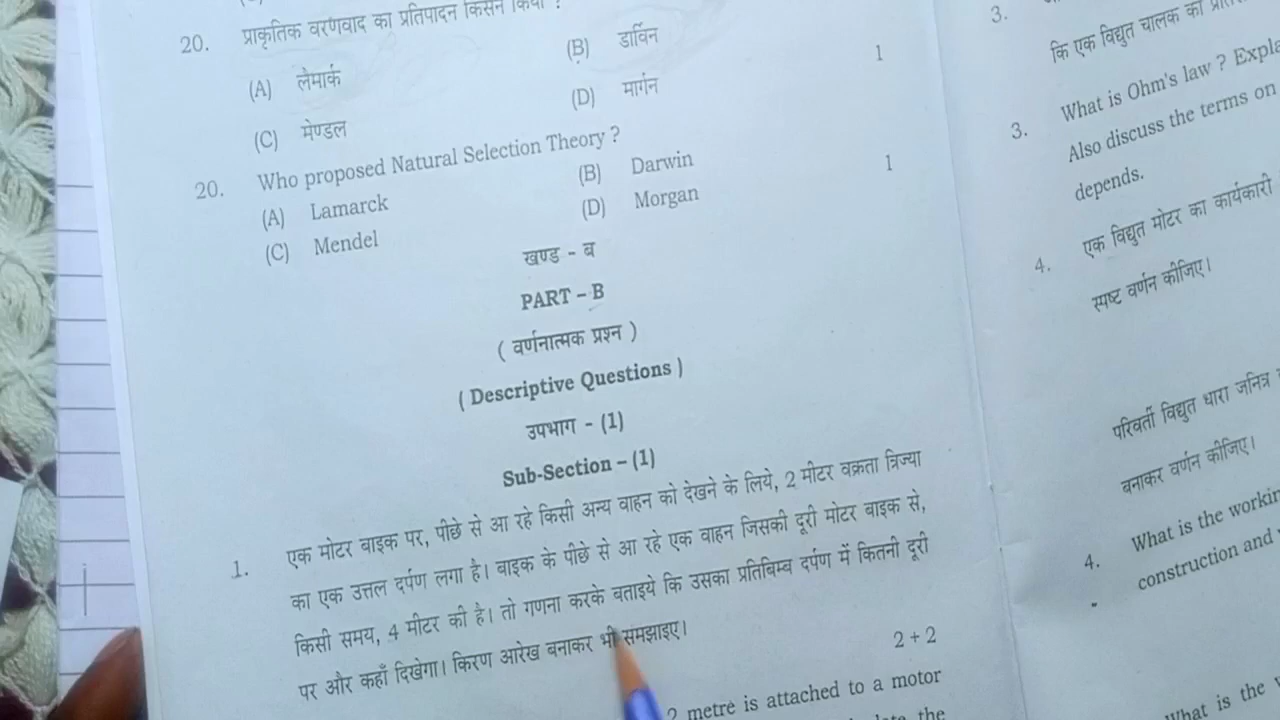 20. प्राकृतिक वरणवाद का प्रतिपादन किसने किया ?
(A) लैमार्क (B) डार्विन 1
(C) मेण्डल (D) मार्गन
20. Who proposed Natural Selection Theory ?
(A) Lamarck (B) Darwin 1
(C) Mendel (D) Morgan
खण्ड - ब
PART – B
( वर्णनात्मक प्रश्न )
( Descriptive Questions )
उपभाग - (1)
Sub-Section – (1)
1. एक मोटर बाइक पर, पीछे से आ रहे किसी अन्य वाहन को देखने के लिये, 2 मीटर वक्रता त्रिज्या
का एक उत्तल दर्पण लगा है। बाइक के पीछे से आ रहे एक वाहन जिसकी दूरी मोटर बाइक से,
किसी समय, 4 मीटर की है। तो गणना करके बताइये कि उसका प्रतिबिम्ब दर्पण में कितनी दूरी
पर और कहाँ दिखेगा। किरण आरेख बनाकर भी समझाइए।
2 + 2
2 metre is attached to a motor
the
3.
कि एक विद्युत चालक का
3. What is Ohm's law ?
Also discuss the terms on
depends.
4. एक विद्युत मोटर का कार्यकारी
स्पष्ट वर्णन कीजिए।
परिवर्ती विद्युत धारा जनित्र
बनाकर वर्णन कीजिए।
4. What is the
construction and
What is the